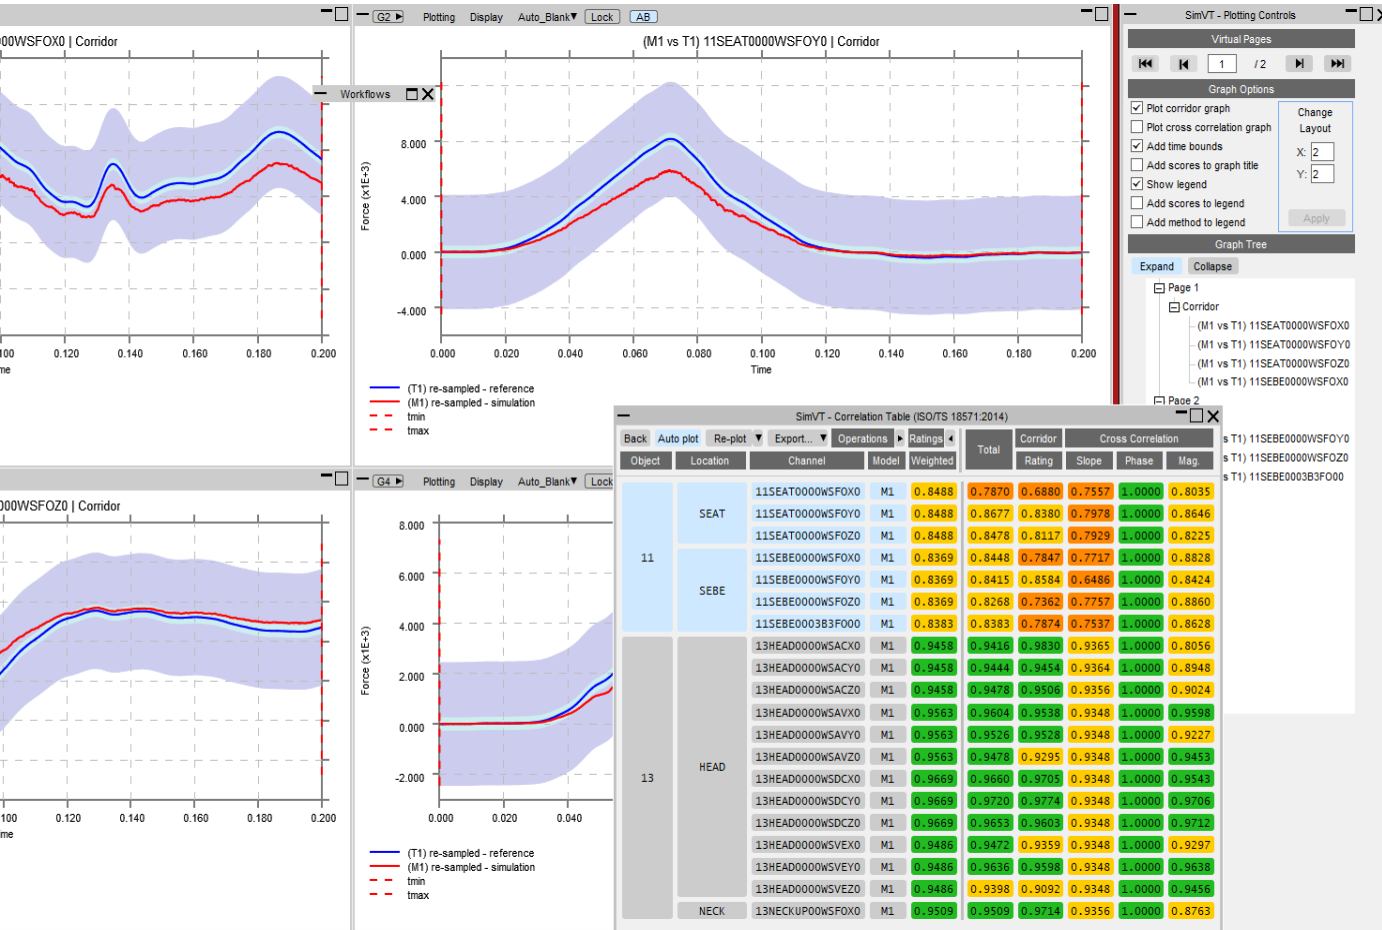 00WSFOX0 | Corridor
100 0.120 0.140 0.160 0.180 0.200
me
Workflows
G2 Plotting Display Auto_Blank Lock AB
(M1 vs T1) 11SEAT0000WSFOY0 | Corridor
Force (x1E+3)
8.000
4.000
0.000
-4.000
0.000 0.020 0.040 0.060 0.080 0.100 0.120 0.140 0.160 0.180 0.200
Time
(T1) re-sampled - reference
(M1) re-sampled - simulation
tmin
tmax
000WSFOZ0 | Corridor
100 0.120 0.140 0.160 0.180 0.200
me
G4 Plotting Display Auto_Blank Lock
Force (x1E+3)
8.000
6.000
4.000
2.000
0.000
-2.000
0.000 0.020 0.040
(T1) re-sampled - reference
(M1) re-sampled - simulation
tmin
tmax
SimVT - Plotting Controls
Virtual Pages
1 / 2
Graph Options
Plot corridor graph
Plot cross correlation graph
Add time bounds
Add scores to graph title
Show legend
Add scores to legend
Add method to legend
Change
Layout
X: 2
Y: 2
Apply
Graph Tree
Expand Collapse
Page 1
Corridor
(M1 vs T1) 11SEAT0000WSFOX0
(M1 vs T1) 11SEAT0000WSFOY0
(M1 vs T1) 11SEAT0000WSFOZ0
(M1 vs T1) 11SEBE0000WSFOX0
Page 2
s T1) 11SEBE0000WSFOY0
s T1) 11SEBE0000WSFOZ0
s T1) 11SEBE0003B3FO00
SimVT - Correlation Table (ISO/TS 18571:2014)
Back Auto plot Re-plot Export... Operations Ratings Total Corridor Cross Correlation
Object Location Channel Model Weighted Rating Slope Phase Mag.
11SEAT0000WSFOX0 M1 0.8488 0.7870 0.6880 0.7557 1.0000 0.8035
SEAT 11SEAT0000WSFOY0 M1 0.8488 0.8677 0.8380 0.7978 1.0000 0.8646
11SEAT0000WSFOZ0 M1 0.8488 0.8478 0.8117 0.7929 1.0000 0.8225
11 11SEBE0000WSFOX0 M1 0.8369 0.8448 0.7847 0.7717 1.0000 0.8828
11SEBE0000WSFOY0 M1 0.8369 0.8415 0.8584 0.6486 1.0000 0.8424
SEBE 11SEBE0000WSFOZ0 M1 0.8369 0.8268 0.7362 0.7757 1.0000 0.8860
11SEBE0003B3FO00 M1 0.8383 0.8383 0.7874 0.7537 1.0000 0.8628
13HEAD0000WSACX0 M1 0.9458 0.9416 0.9830 0.9365 1.0000 0.8056
13HEAD0000WSACY0 M1 0.9458 0.9444 0.9454 0.9364 1.0000 0.8948
13HEAD0000WSACZ0 M1 0.9458 0.9478 0.9506 0.9356 1.0000 0.9024
13HEAD0000WSAVX0 M1 0.9563 0.9604 0.9538 0.9348 1.0000 0.9598
13HEAD0000WSAVY0 M1 0.9563 0.9526 0.9528 0.9348 1.0000 0.9227
HEAD 13HEAD0000WSAVZ0 M1 0.9563 0.9478 0.9295 0.9348 1.0000 0.9453
13 13HEAD0000WSDCX0 M1 0.9669 0.9660 0.9705 0.9348 1.0000 0.9543
13HEAD0000WSDCY0 M1 0.9669 0.9720 0.9774 0.9348 1.0000 0.9706
13HEAD0000WSDCZ0 M1 0.9669 0.9653 0.9603 0.9348 1.0000 0.9712
13HEAD0000WSVEX0 M1 0.9486 0.9472 0.9359 0.9348 1.0000 0.9297
13HEAD0000WSVEY0 M1 0.9486 0.9636 0.9598 0.9348 1.0000 0.9638
13HEAD0000WSVEZ0 M1 0.9486 0.9398 0.9092 0.9348 1.0000 0.9456
NECK 13NECKUP00WSFOX0 M1 0.9509 0.9509 0.9714 0.9356 1.0000 0.8763